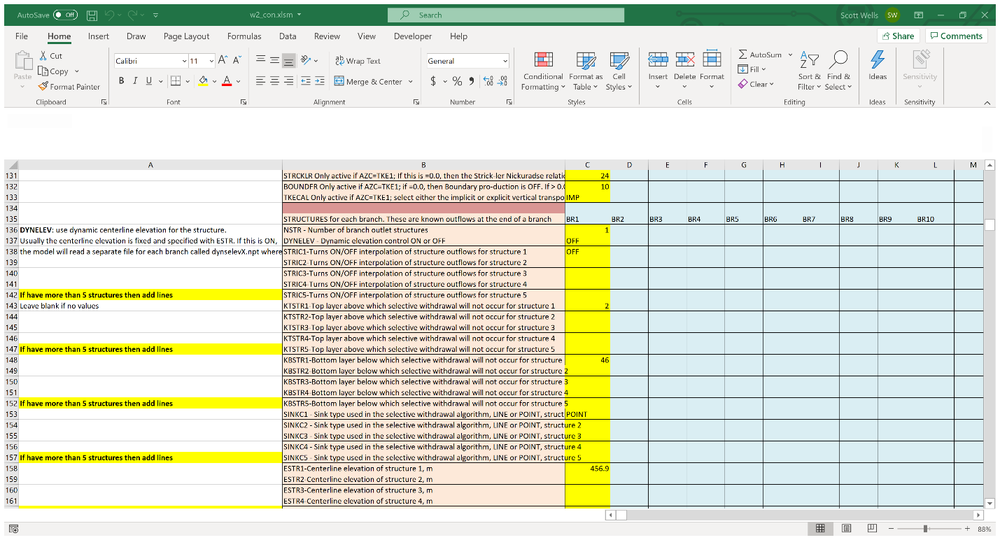 AutoSave Off w2_con.xlsm Search Scott Wells SW
File Home Insert Draw Page Layout Formulas Data Review View Developer Help Share Comments
Paste Cut Copy Format Painter Clipboard
Calibri 11 A^ Aˇ B I U A Font
ab Wrap Text Merge & Center Alignment
General $ % 9 .00 .00 Number
Conditional Formatting Format as Table Cell Styles Styles
Insert Delete Format Cells
AutoSum Fill Clear Sort & Filter Find & Select Editing
Ideas Ideas
Sensitivity Sensitivity
A B C D E F G H I J K L M
131 STRCKLR Only active if AZC=TKE1; If this is =0.0, then the Strick-ler Nickuradse relatio 24
132 BOUNDFR Only active if AZC=TKE1; if =0.0, then Boundary pro-duction is OFF. If > 0.0 10
133 TKECAL Only active if AZC=TKE1; select either the implicit or explicit vertical transpo IMP
134
135 STRUCTURES for each branch. These are known outflows at the end of a branch BR1 BR2 BR3 BR4 BR5 BR6 BR7 BR8 BR9 BR10
136 DYNELEV: use dynamic centerline elevation for the structure. NSTR - Number of branch outlet structures 1
137 Usually the centerline elevation is fixed and specified with ESTR. If this is ON, DYNELEV - Dynamic elevation control ON or OFF OFF
138 the model will read a separate file for each branch called dynselevX.npt where STRIC1-Turns ON/OFF interpolation of structure outflows for structure 1 OFF
139 STRIC2-Turns ON/OFF interpolation of structure outflows for structure 2
140 STRIC3-Turns ON/OFF interpolation of structure outflows for structure 3
141 STRIC4-Turns ON/OFF interpolation of structure outflows for structure 4
142 If have more than 5 structures then add lines STRIC5-Turns ON/OFF interpolation of structure outflows for structure 5
143 Leave blank if no values KTSTR1-Top layer above which selective withdrawal will not occur for structure 1 2
144 KTSTR2-Top layer above which selective withdrawal will not occur for structure 2
145 KTSTR3-Top layer above which selective withdrawal will not occur for structure 3
146 KTSTR4-Top layer above which selective withdrawal will not occur for structure 4
147 If have more than 5 structures then add lines KTSTR5-Top layer above which selective withdrawal will not occur for structure 5
148 KBSTR1-Bottom layer below which selective withdrawal will not occur for structure 46
149 KBSTR2-Bottom layer below which selective withdrawal will not occur for structure 2
150 KBSTR3-Bottom layer below which selective withdrawal will not occur for structure 3
151 KBSTR4-Bottom layer below which selective withdrawal will not occur for structure 4
152 If have more than 5 structures then add lines KBSTR5-Bottom layer below which selective withdrawal will not occur for structure 5
153 SINKC1 - Sink type used in the selective withdrawal algorithm, LINE or POINT, struct POINT
154 SINKC2 - Sink type used in the selective withdrawal algorithm, LINE or POINT, structure 2
155 SINKC3 - Sink type used in the selective withdrawal algorithm, LINE or POINT, structure 3
156 SINKC4 - Sink type used in the selective withdrawal algorithm, LINE or POINT, structure 4
157 If have more than 5 structures then add lines SINKC5 - Sink type used in the selective withdrawal algorithm, LINE or POINT, structure 5
158 ESTR1-Centerline elevation of structure 1, m 456.9
159 ESTR2-Centerline elevation of structure 2, m
160 ESTR3-Centerline elevation of structure 3, m
161 ESTR4-Centerline elevation of structure 4, m
88%